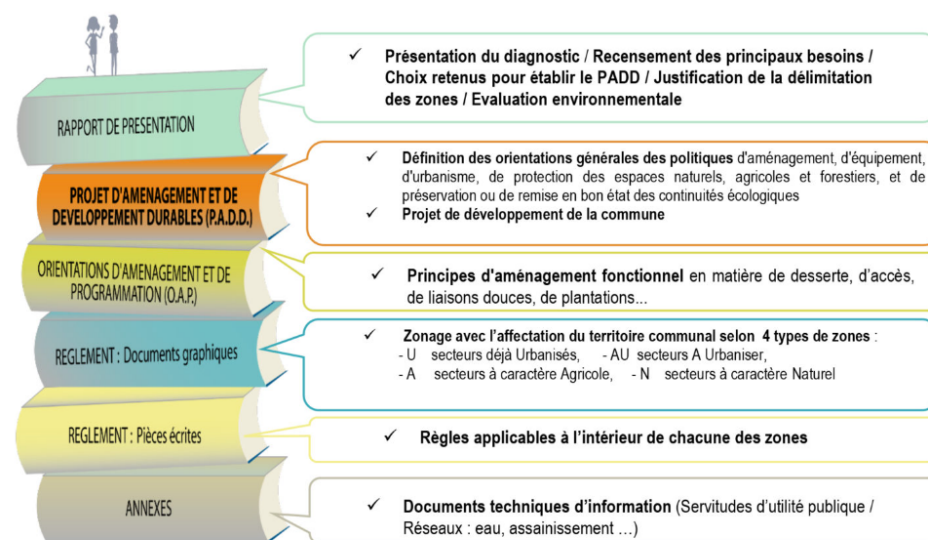 RAPPORT DE PRESENTATION
✓ Présentation du diagnostic / Recensement des principaux besoins /
Choix retenus pour établir le PADD / Justification de la délimitation
des zones / Evaluation environnementale
PROJET D'AMENAGEMENT ET DE
DEVELOPPEMENT DURABLES (P.A.D.D.)
✓ Définition des orientations générales des politiques d'aménagement, d'équipement,
d'urbanisme, de protection des espaces naturels, agricoles et forestiers, et de
préservation ou de remise en bon état des continuités écologiques
✓ Projet de développement de la commune
ORIENTATIONS D'AMENAGEMENT ET DE
PROGRAMMATION (O.A.P.)
✓ Principes d'aménagement fonctionnel en matière de desserte, d'accès,
de liaisons douces, de plantations...
REGLEMENT : Documents graphiques
✓ Zonage avec l'affectation du territoire communal selon 4 types de zones :
- U secteurs déjà Urbanisés, - AU secteurs A Urbaniser,
- A secteurs à caractère Agricole, - N secteurs à caractère Naturel
REGLEMENT : Pièces écrites
✓ Règles applicables à l'intérieur de chacune des zones
ANNEXES
✓ Documents techniques d'information (Servitudes d'utilité publique /
Réseaux : eau, assainissement ...)